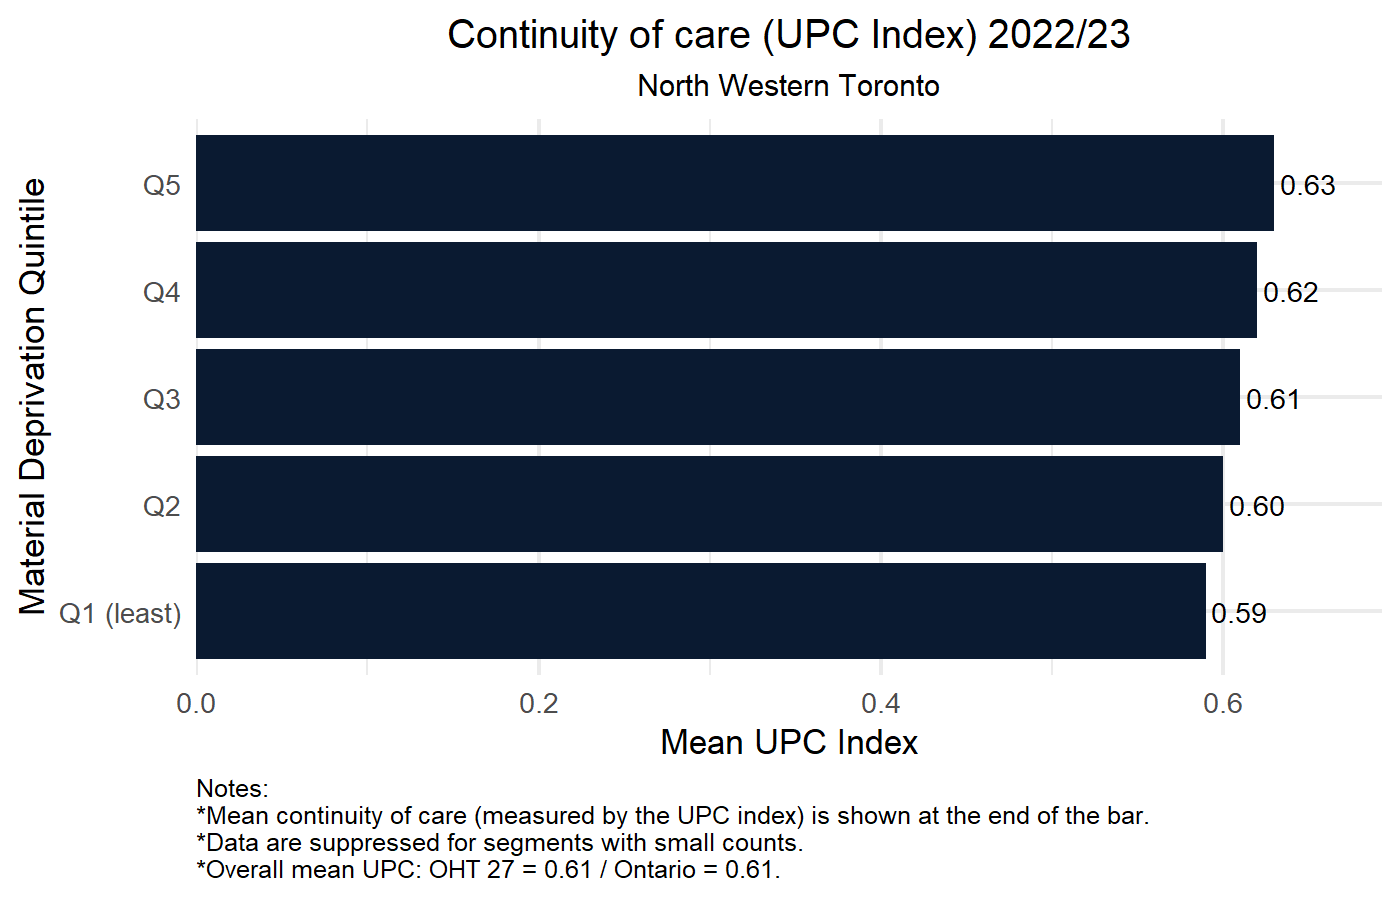 Continuity of care (UPC Index) 2022/23
North Western Toronto
Material Deprivation Quintile
Q5
0.63
Q4
0.62
Q3
0.61
Q2
0.60
Q1 (least)
0.59
0.0 0.2 0.4 0.6
Mean UPC Index
Notes:
*Mean continuity of care (measured by the UPC index) is shown at the end of the bar.
*Data are suppressed for segments with small counts.
*Overall mean UPC: OHT 27 = 0.61 / Ontario = 0.61.